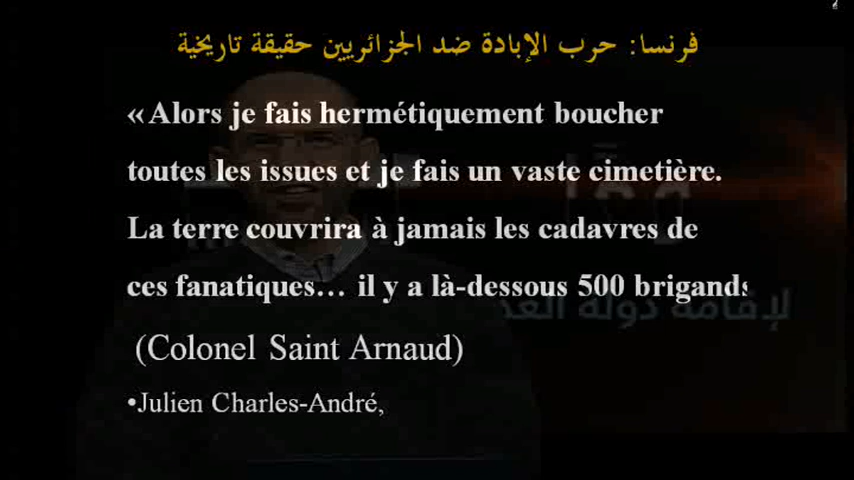 فرنسا: حرب الإبادة ضد الجزائريين حقيقة تاريخية
« Alors je fais hermétiquement boucher
toutes les issues et je fais un vaste cimetière.
La terre couvrira à jamais les cadavres de
ces fanatiques… il y a là-dessous 500 brigands
(Colonel Saint Arnaud)
•Julien Charles-André,
لإقامة دولة